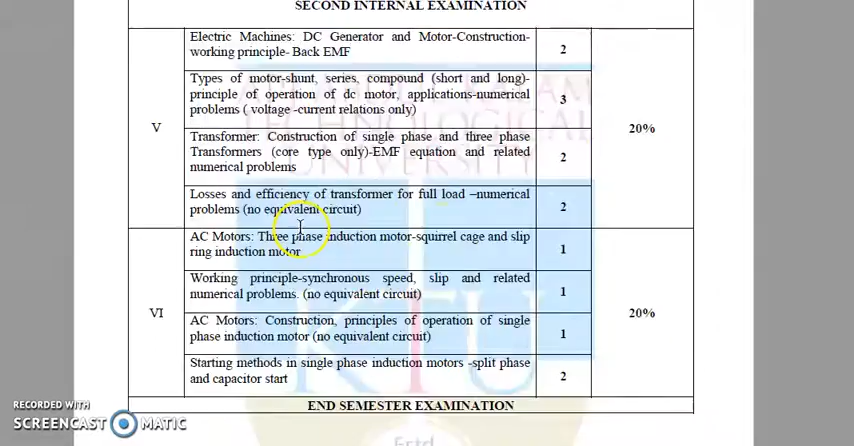 SECOND INTERNAL EXAMINATION
V
Electric Machines: DC Generator and Motor-Construction-
working principle- Back EMF
2
Types of motor-shunt, series, compound (short and long)-
principle of operation of dc motor, applications-numerical
problems ( voltage -current relations only)
3
Transformer: Construction of single phase and three phase
Transformers (core type only)-EMF equation and related
numerical problems
2
Losses and efficiency of transformer for full load –numerical
problems (no equivalent circuit)
2
20%
VI
AC Motors: Three phase induction motor-squirrel cage and slip
ring induction motor
1
Working principle-synchronous speed, slip and related
numerical problems. (no equivalent circuit)
1
AC Motors: Construction, principles of operation of single
phase induction motor (no equivalent circuit)
1
Starting methods in single phase induction motors -split phase
and capacitor start
2
20%
END SEMESTER EXAMINATION
TECHNOLOGICAL
UNIVERSITY
KTU
Estd
RECORDED WITH
SCREENCAST MATIC